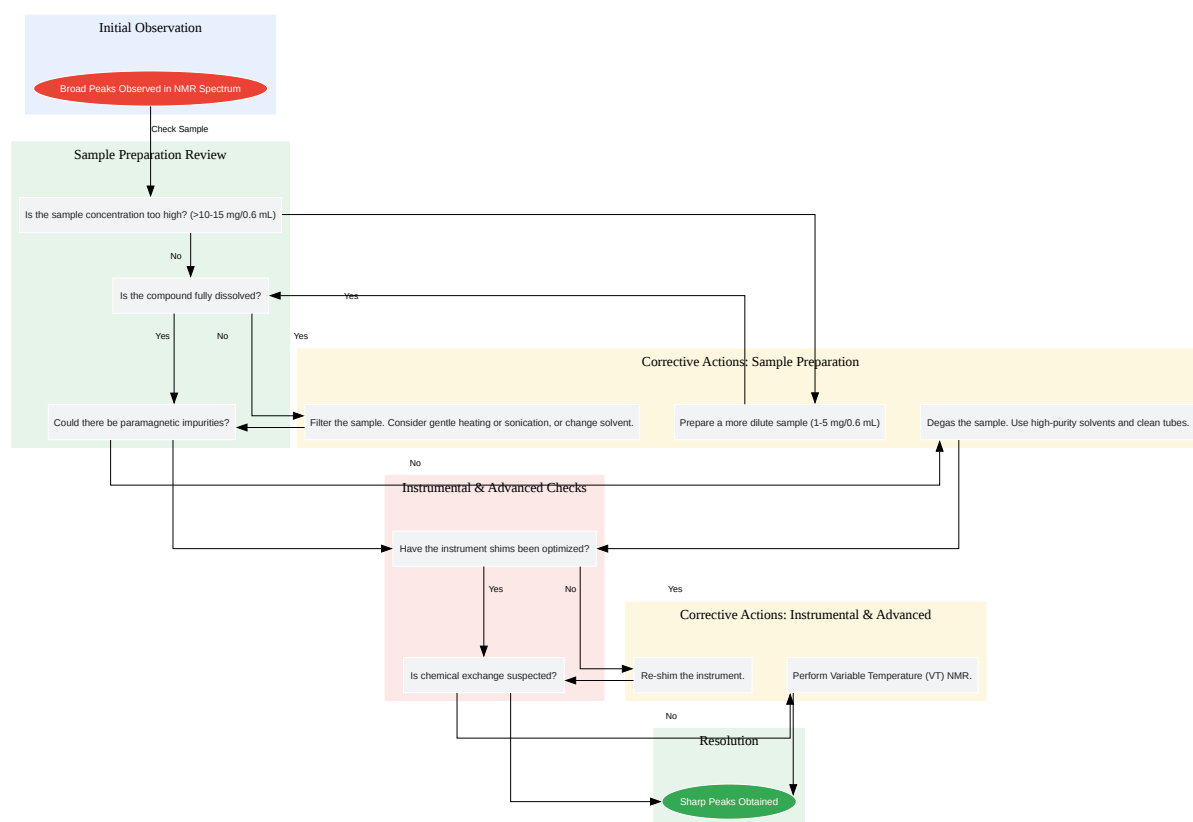 Initial Observation
Broad Peaks Observed in NMR Spectrum
Check Sample
Sample Preparation Review
Is the sample concentration too high? (>10-15 mg/0.6 mL)
No
Is the compound fully dissolved?
Yes
Yes
No
Yes
Corrective Actions: Sample Preparation
Could there be paramagnetic impurities?
Filter the sample. Consider gentle heating or sonication, or change solvent.
Prepare a more dilute sample (1-5 mg/0.6 mL)
Degas the sample. Use high-purity solvents and clean tubes.
No
Instrumental & Advanced Checks
Have the instrument shims been optimized?
Yes
No
Yes
Corrective Actions: Instrumental & Advanced
Is chemical exchange suspected?
Re-shim the instrument.
Perform Variable Temperature (VT) NMR.
No
Resolution
Sharp Peaks Obtained